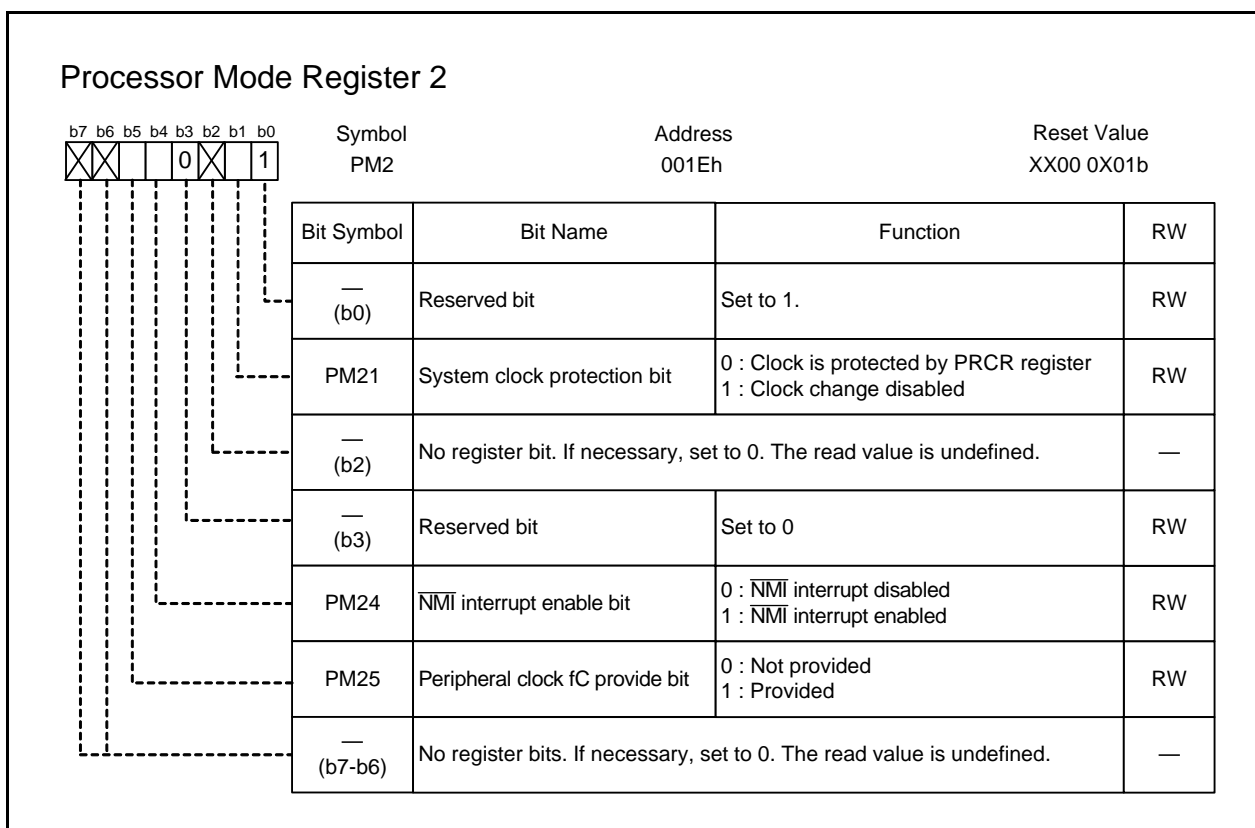 Processor Mode Register 2
b7 b6 b5 b4 b3 b2 b1 b0
0 1
Symbol Address Reset Value
PM2 001Eh XX00 0X01b
Bit Symbol Bit Name Function RW
—
(b0) Reserved bit Set to 1. RW
PM21 System clock protection bit 0 : Clock is protected by PRCR register
1 : Clock change disabled RW
—
(b2) No register bit. If necessary, set to 0. The read value is undefined. —
—
(b3) Reserved bit Set to 0 RW
PM24 N̅M̅I̅ interrupt enable bit 0 : N̅M̅I̅ interrupt disabled
1 : N̅M̅I̅ interrupt enabled RW
PM25 Peripheral clock fC provide bit 0 : Not provided
1 : Provided RW
—
(b7-b6) No register bits. If necessary, set to 0. The read value is undefined. —